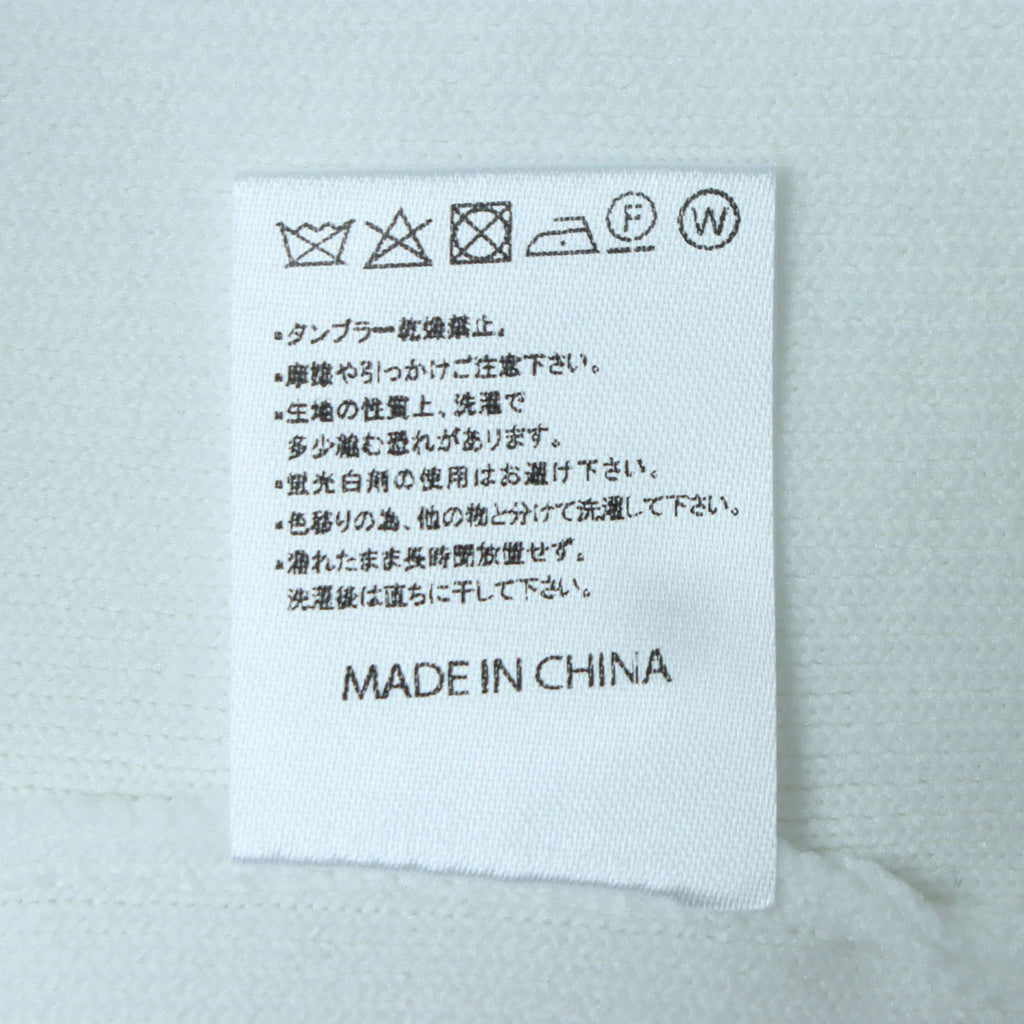 F W
・タンブラー乾燥禁止。
・摩擦や引っかけご注意下さい。
・生地の性質上、洗濯で
多少縮む恐れがあります。
・蛍光白剤の使用はお避け下さい。
・色移りの為、他の物と分けて洗濯して下さい。
・濡れたまま長時間放置せず。
洗濯後は直ちに干して下さい。
MADE IN CHINA